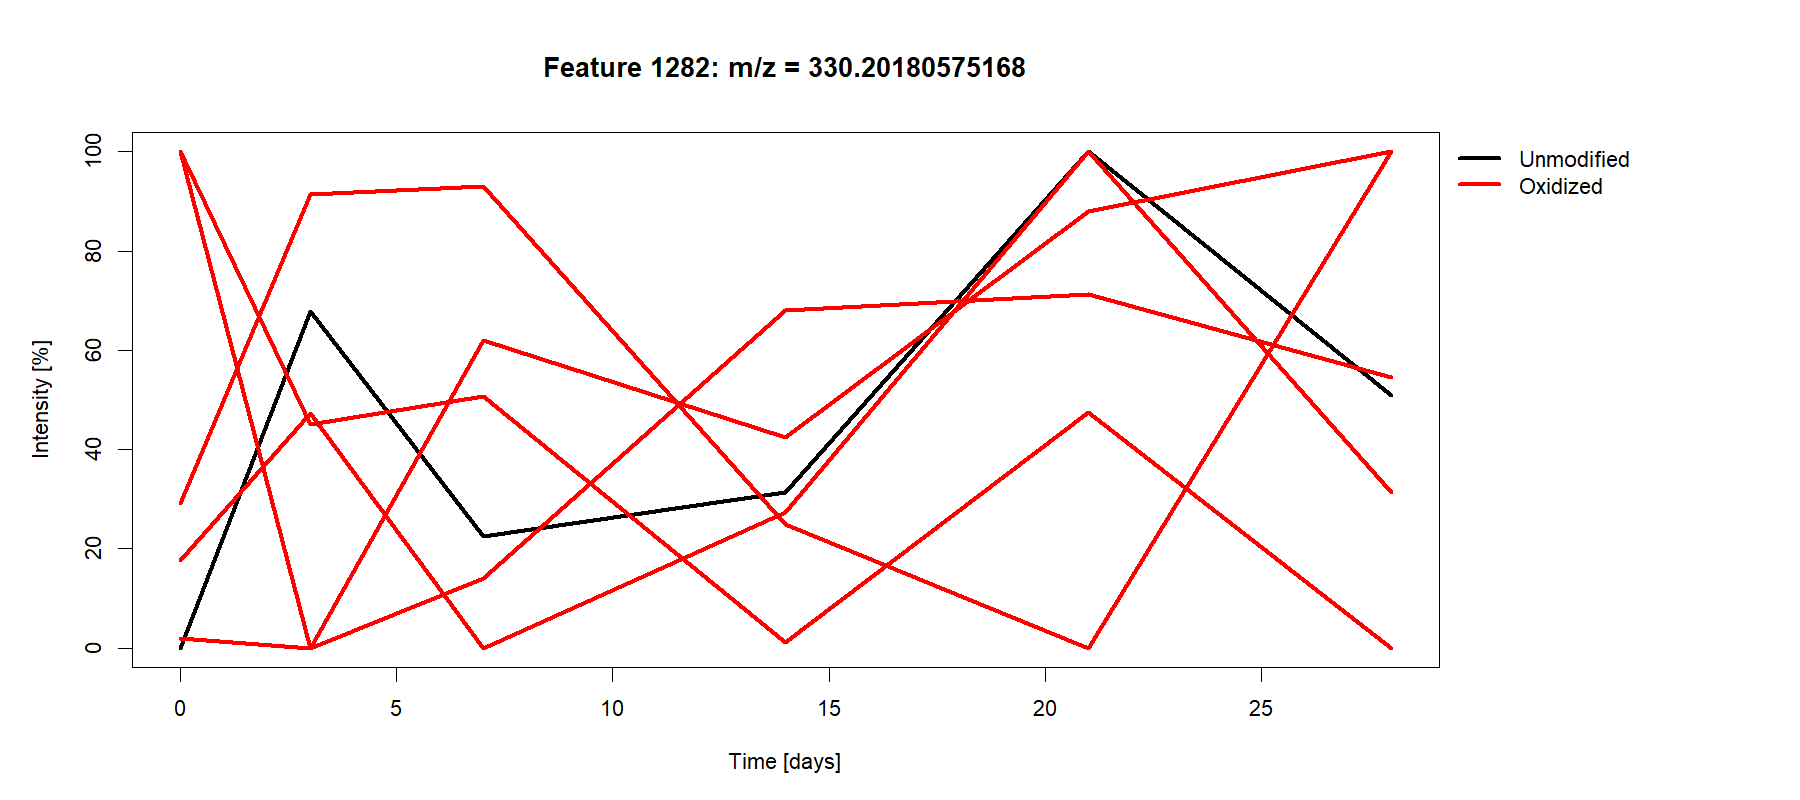 Feature 1282: m/z = 330.20180575168
Unmodified
Oxidized
Intensity [%]
100
80
60
40
20
0
0 5 10 15 20 25
Time [days]